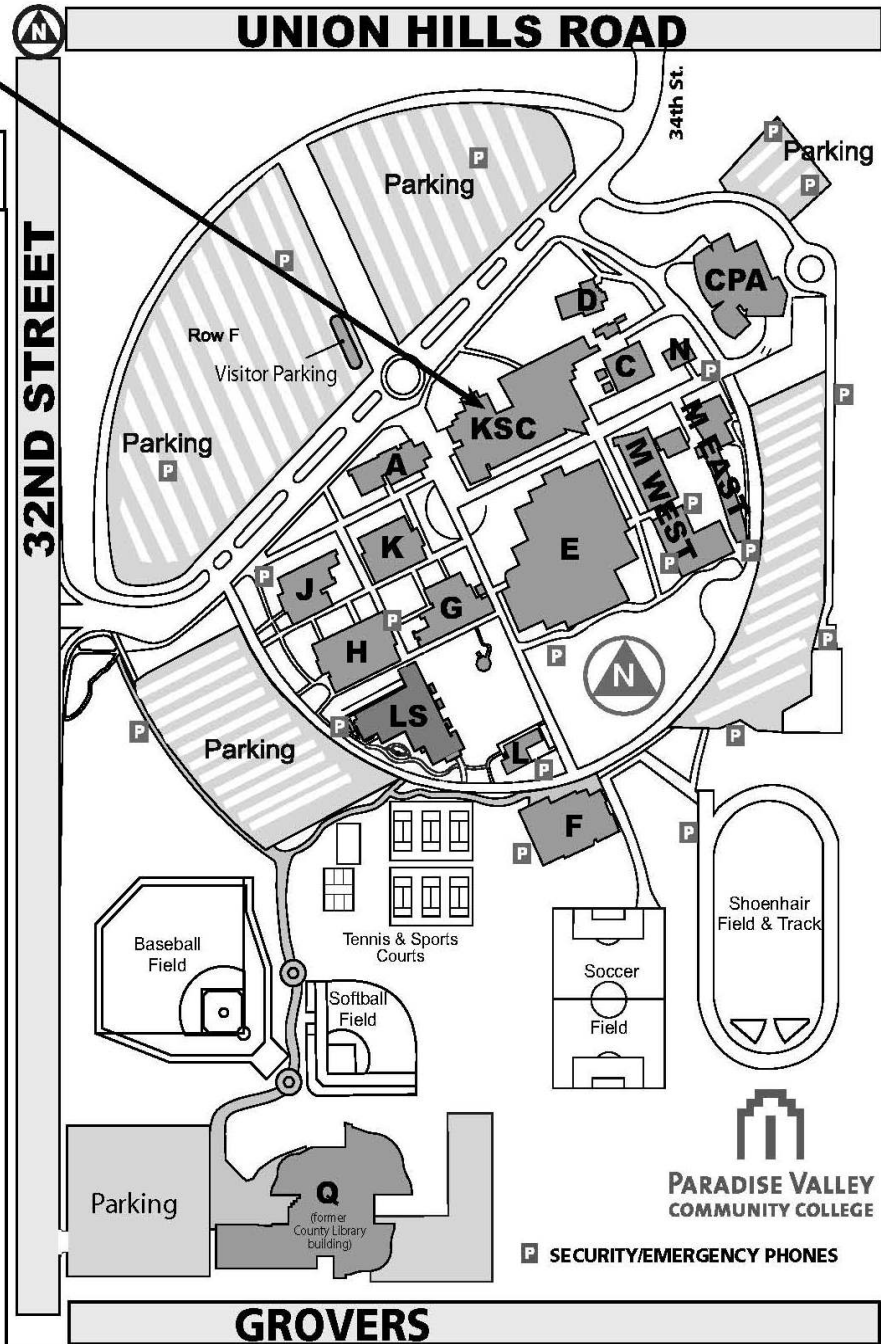 N
UNION HILLS ROAD
34th St.
32ND STREET
P
Parking
P
P
Parking
P
P
Row F
Visitor Parking
Parking
P
CPA
D
C
N
P
P
KSC
A
M EAST
M WEST
P
P
P
E
K
J
P
G
P
H
P
P
N
LS
P
P
Parking
P
L
P
P
F
P
P
Shoenhair
Field & Track
Tennis & Sports
Courts
Baseball
Field
Softball
Field
Soccer
Field
PARADISE VALLEY
COMMUNITY COLLEGE
Parking
Q
(former
County Library
building)
P SECURITY/EMERGENCY PHONES
GROVERS